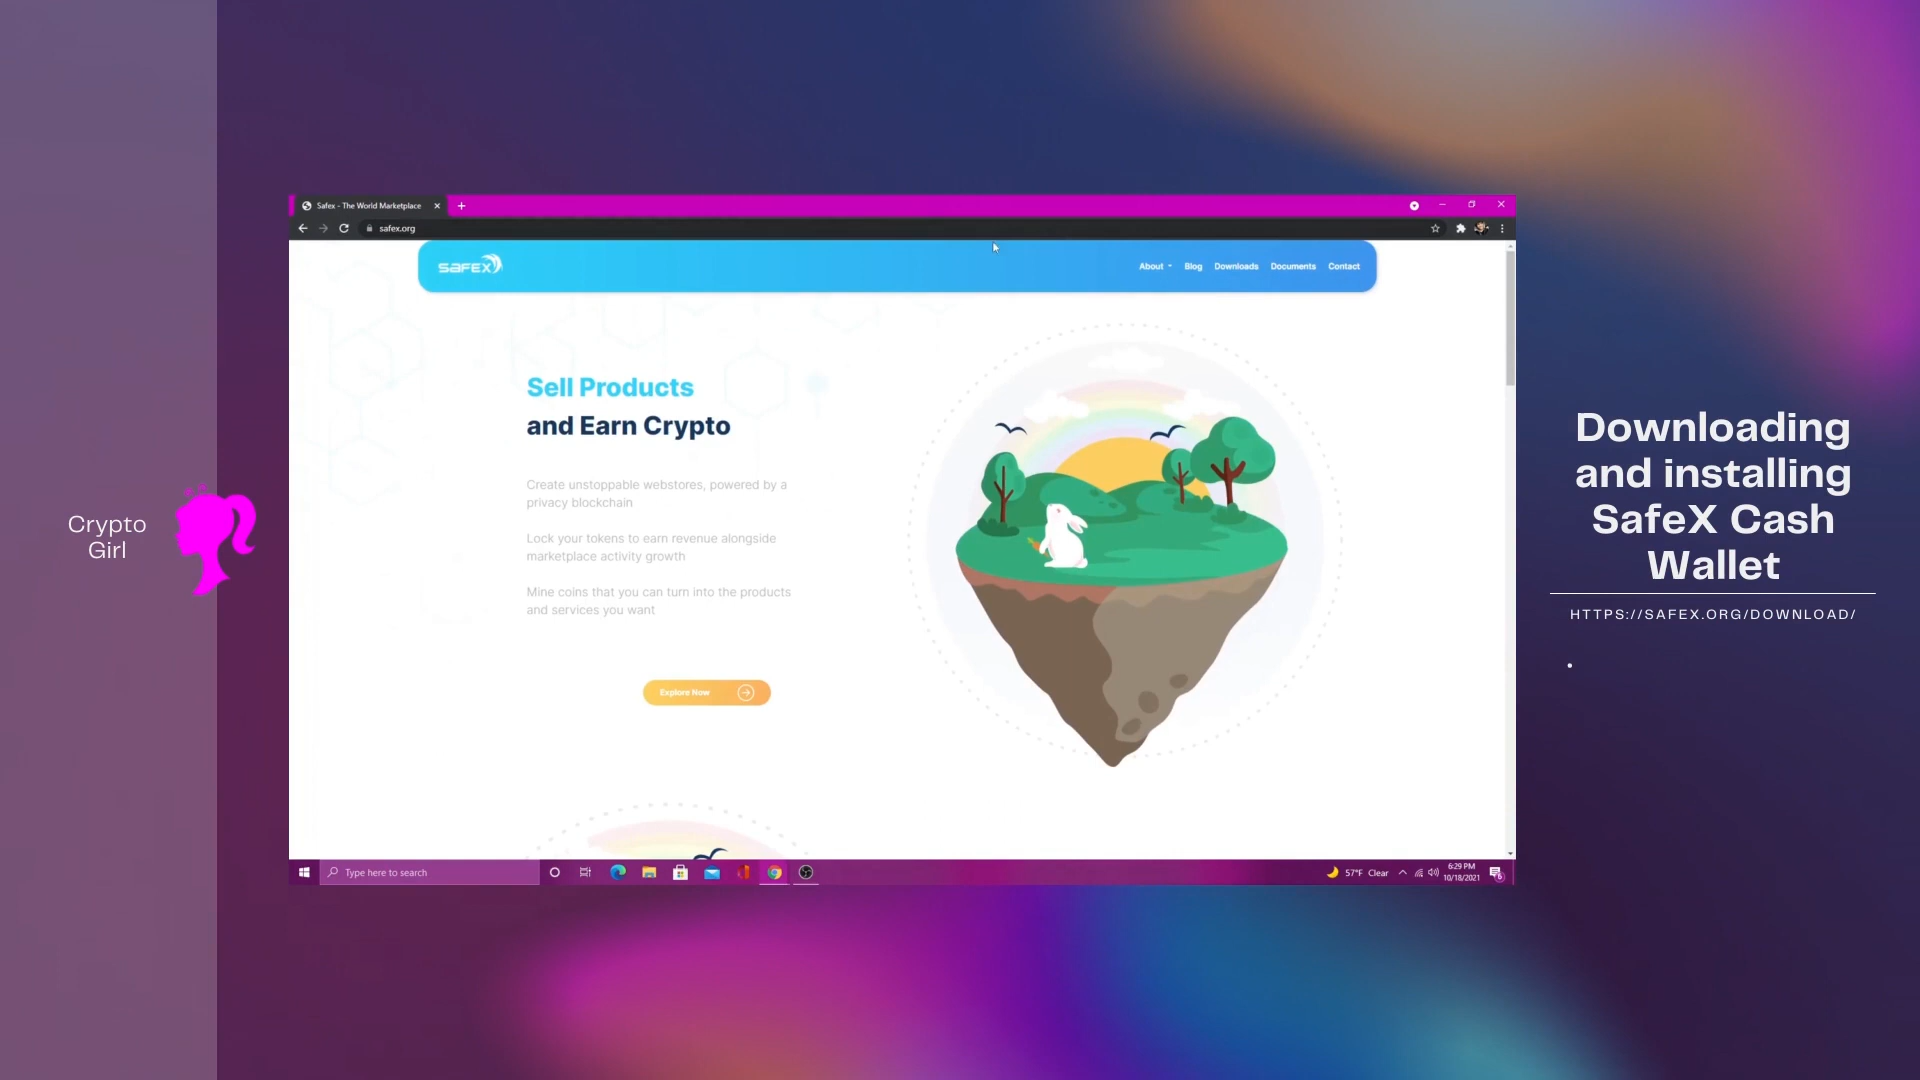 Crypto
Girl
Safex - The World Marketplace
safex.org
SAFEX
About
Blog
Downloads
Documents
Contact
Sell Products
and Earn Crypto
Create unstoppable webstores, powered by a
privacy blockchain
Lock your tokens to earn revenue alongside
marketplace activity growth
Mine coins that you can turn into the products
and services you want
Explore Now
Type here to search
57°F Clear
6:29 PM
10/18/2021
Downloading
and installing
SafeX Cash
Wallet
HTTPS://SAFEX.ORG/DOWNLOAD/